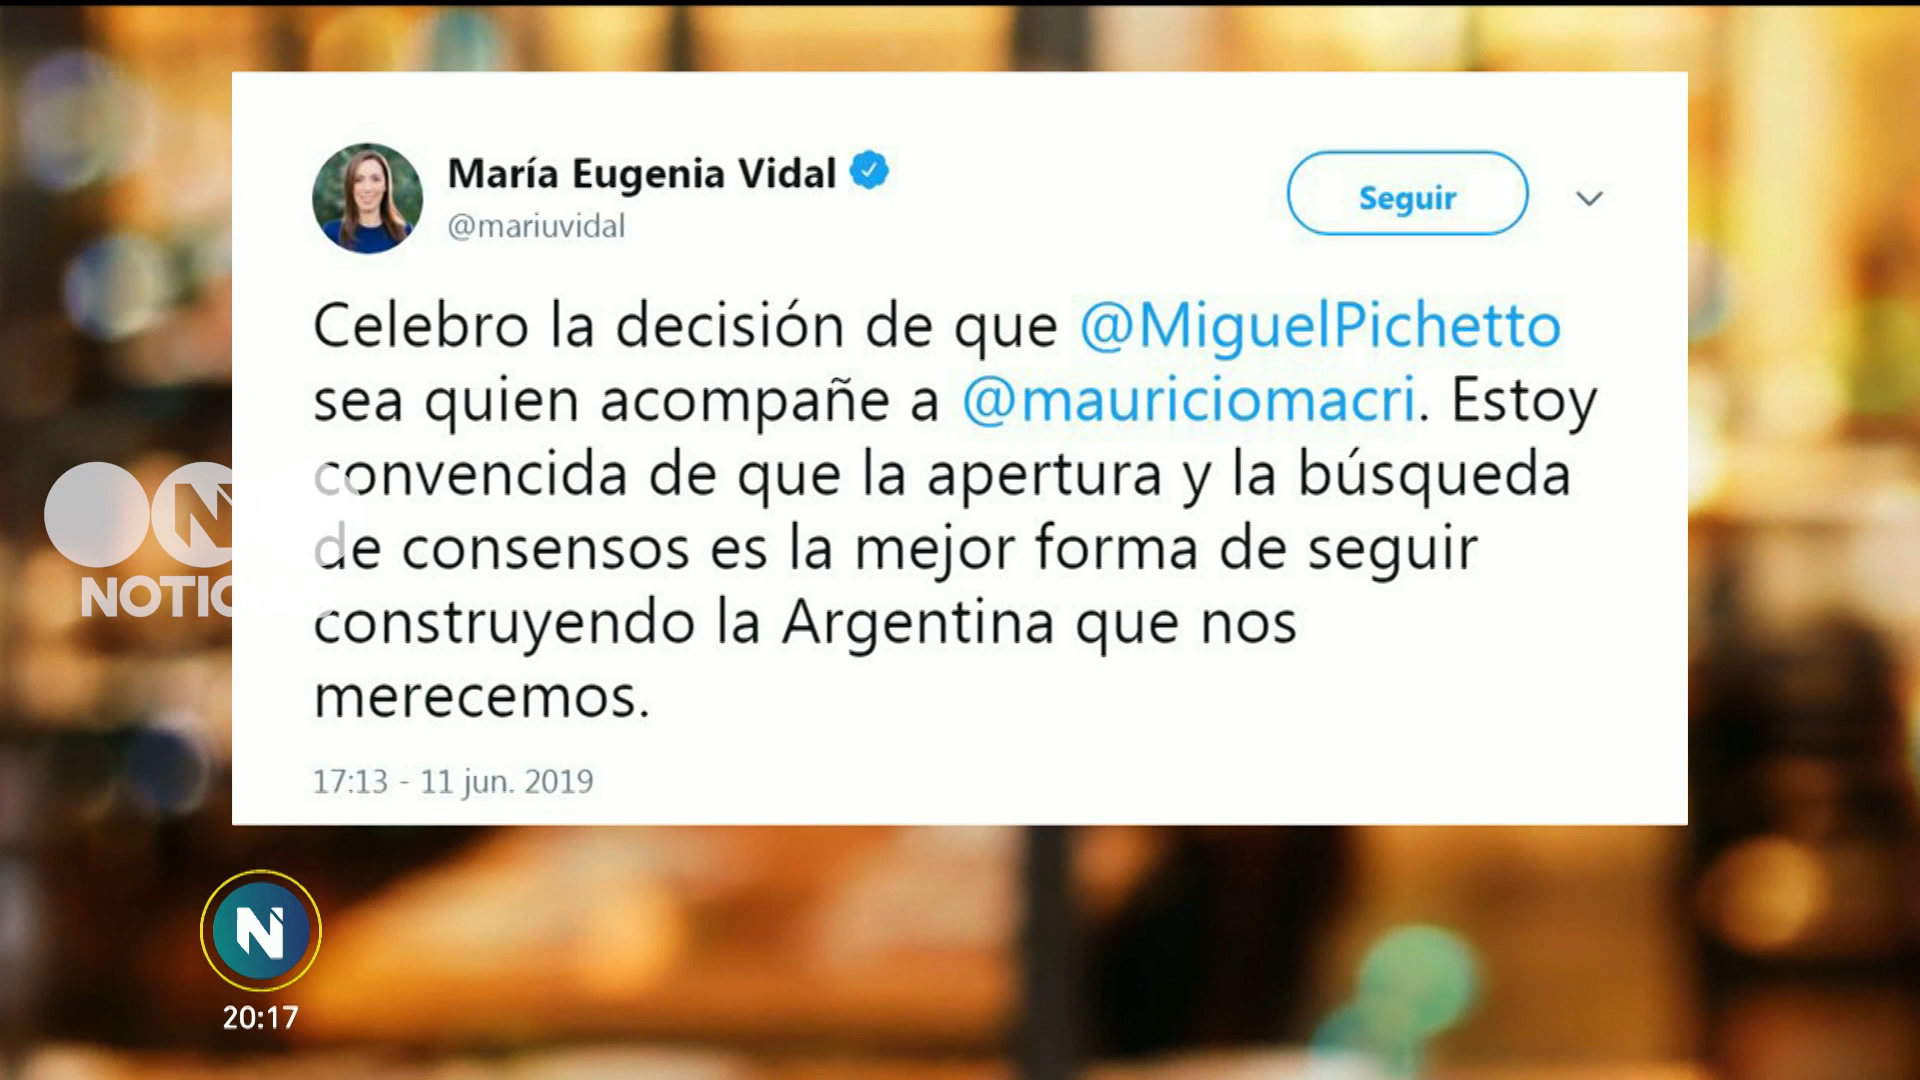 María Eugenia Vidal
@mariuvidal
Seguir
Celebro la decisión de que @MiguelPichetto
sea quien acompañe a @mauriciomacri. Estoy
convencida de que la apertura y la búsqueda
de consensos es la mejor forma de seguir
construyendo la Argentina que nos
merecemos.
17:13 - 11 jun. 2019
N
NOTICIAS
N
20:17